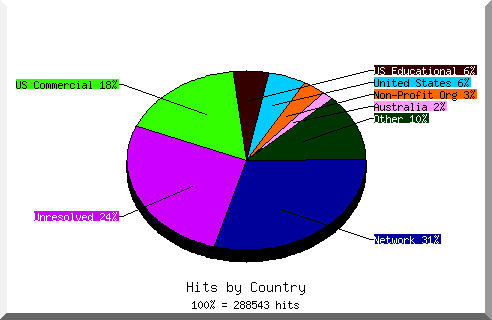 US Educational 6%
United States 6%
US Commercial 18%
Non-Profit Org 3%
Australia 2%
Other 10%
Unresolved 24%
Network 31%
Hits by Country
100% = 288543 hits